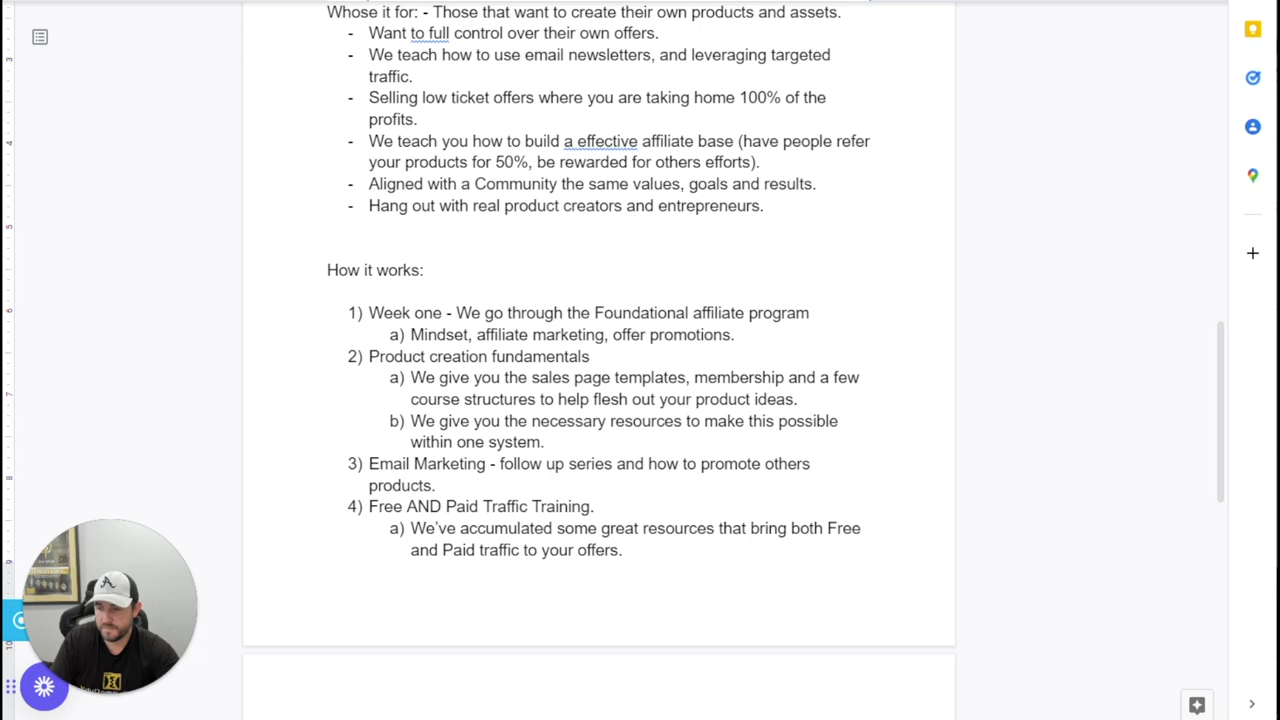 Whose it for: - Those that want to create their own products and assets.
- Want to full control over their own offers.
- We teach how to use email newsletters, and leveraging targeted
traffic.
- Selling low ticket offers where you are taking home 100% of the
profits.
- We teach you how to build a effective affiliate base (have people refer
your products for 50%, be rewarded for others efforts).
- Aligned with a Community the same values, goals and results.
- Hang out with real product creators and entrepreneurs.
How it works:
1) Week one - We go through the Foundational affiliate program
a) Mindset, affiliate marketing, offer promotions.
2) Product creation fundamentals
a) We give you the sales page templates, membership and a few
course structures to help flesh out your product ideas.
b) We give you the necessary resources to make this possible
within one system.
3) Email Marketing - follow up series and how to promote others
products.
4) Free AND Paid Traffic Training.
a) We've accumulated some great resources that bring both Free
and Paid traffic to your offers.
3
4
5
6
7
8
9
10
A